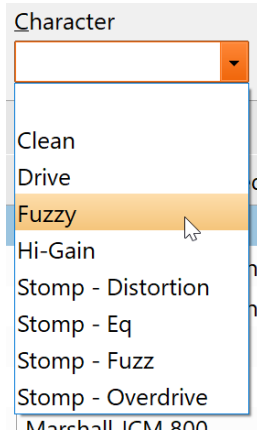 Character
Clean
Drive
Fuzzy
Hi-Gain
Stomp - Distortion
Stomp - Eq
Stomp - Fuzz
Stomp - Overdrive
Marshall JCM 800